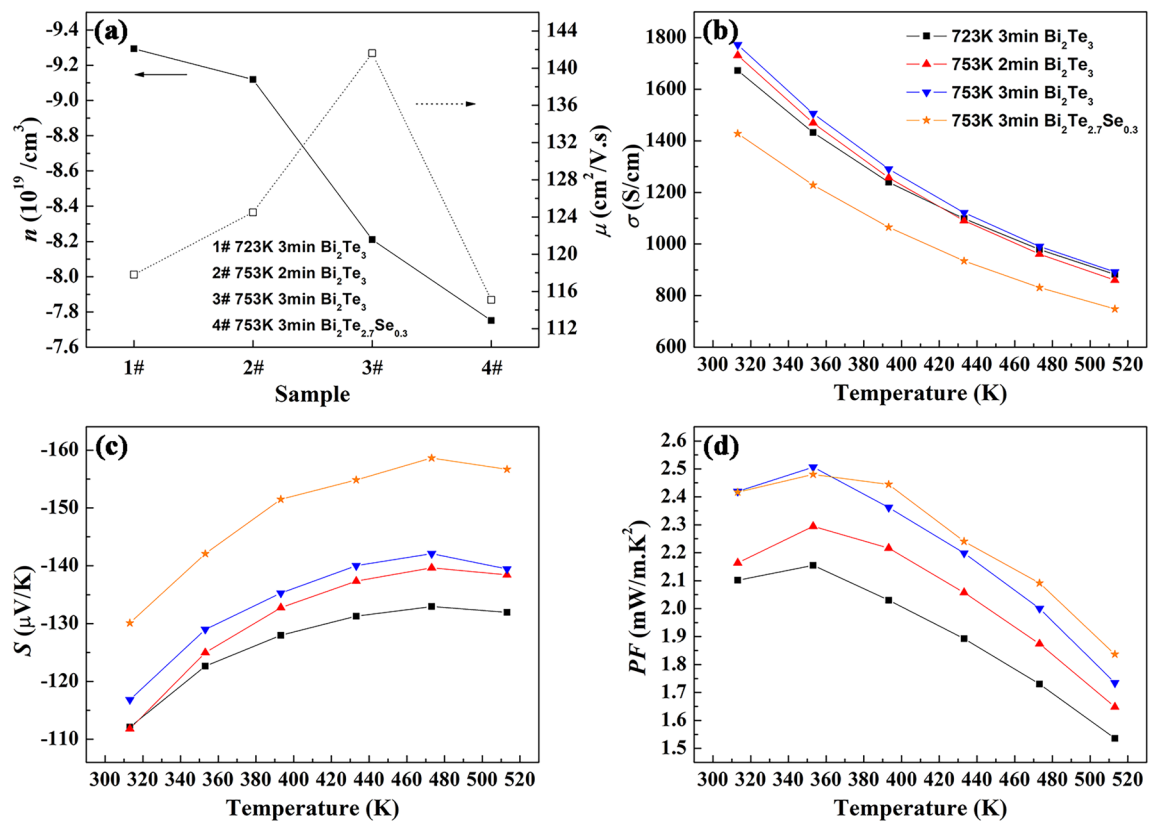 (a)
-9.4
-9.2
-9.0
-8.8
-8.6
-8.4
-8.2
-8.0
-7.8
-7.6
n (10¹⁹ /cm³)
144
140
136
132
128
124
120
116
112
μ (cm²/V.s)
1# 723K 3min Bi₂Te₃
2# 753K 2min Bi₂Te₃
3# 753K 3min Bi₂Te₃
4# 753K 3min Bi₂Te₂.₇Se₀.₃
1# 2# 3# 4#
Sample
(b)
723K 3min Bi₂Te₃
753K 2min Bi₂Te₃
753K 3min Bi₂Te₃
753K 3min Bi₂Te₂.₇Se₀.₃
1800
1600
1400
1200
1000
800
600
σ (S/cm)
300 320 340 360 380 400 420 440 460 480 500 520
Temperature (K)
(c)
-160
-150
-140
-130
-120
-110
S (μV/K)
300 320 340 360 380 400 420 440 460 480 500 520
Temperature (K)
(d)
2.6
2.5
2.4
2.3
2.2
2.1
2.0
1.9
1.8
1.7
1.6
1.5
PF (mW/m.K²)
300 320 340 360 380 400 420 440 460 480 500 520
Temperature (K)